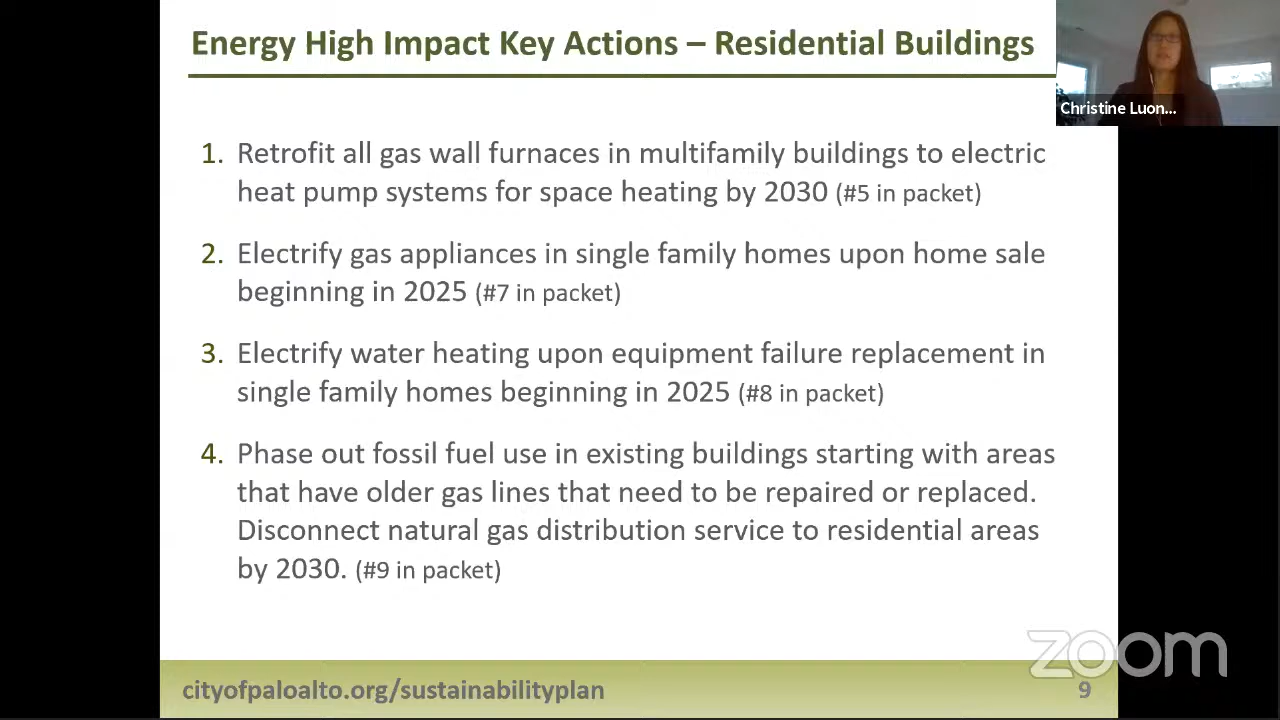 Energy High Impact Key Actions – Residential Buildings
Christine Luon...
1. Retrofit all gas wall furnaces in multifamily buildings to electric
heat pump systems for space heating by 2030 (#5 in packet)
2. Electrify gas appliances in single family homes upon home sale
beginning in 2025 (#7 in packet)
3. Electrify water heating upon equipment failure replacement in
single family homes beginning in 2025 (#8 in packet)
4. Phase out fossil fuel use in existing buildings starting with areas
that have older gas lines that need to be repaired or replaced.
Disconnect natural gas distribution service to residential areas
by 2030. (#9 in packet)
zoom
cityofpaloalto.org/sustainabilityplan
9